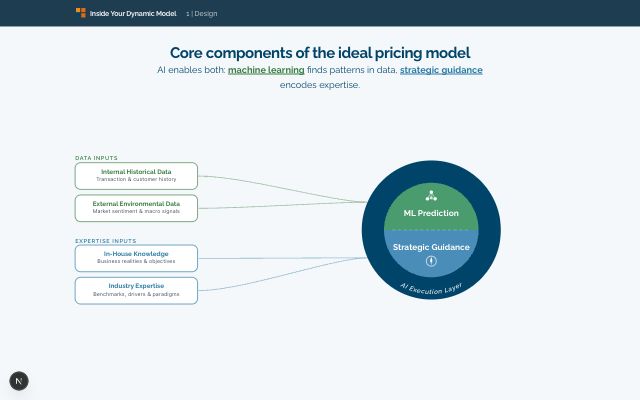 Inside Your Dynamic Model 1 | Design
Core components of the ideal pricing model
AI enables both: machine learning finds patterns in data, strategic guidance
encodes expertise.
DATA INPUTS
Internal Historical Data
Transaction & customer history
External Environmental Data
Market sentiment & macro signals
EXPERTISE INPUTS
In-House Knowledge
Business realities & objectives
Industry Expertise
Benchmarks, drivers & paradigms
ML Prediction
Strategic Guidance
AI Execution Layer
N